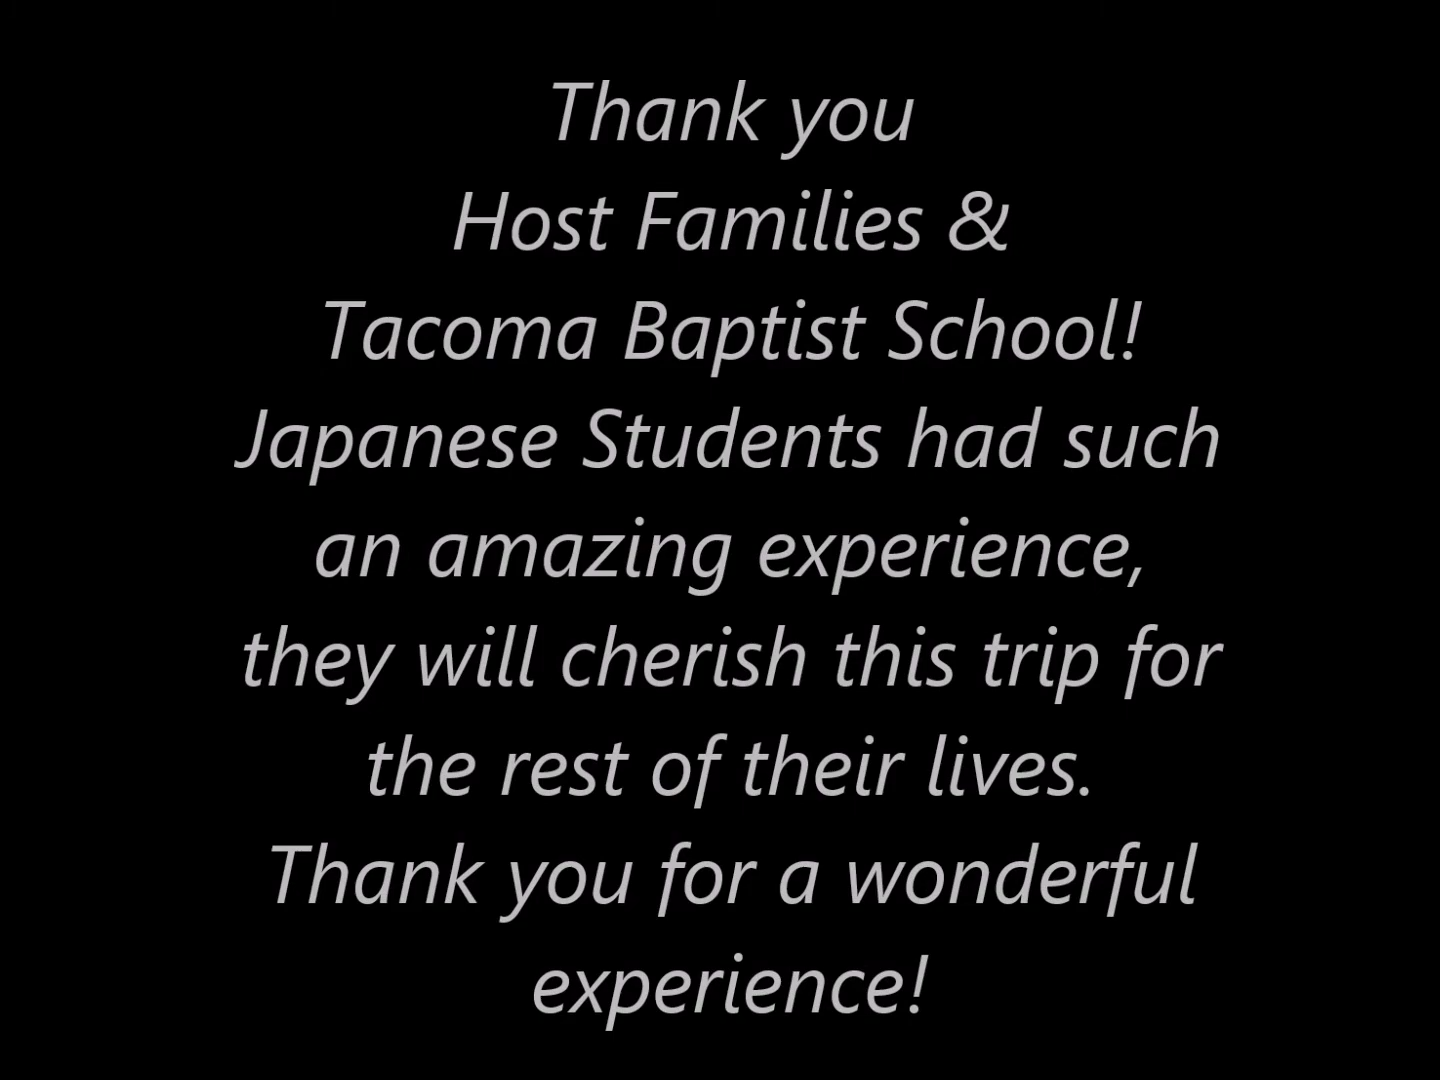 Thank you
Host Families &
Tacoma Baptist School!
Japanese Students had such
an amazing experience,
they will cherish this trip for
the rest of their lives.
Thank you for a wonderful
experience!